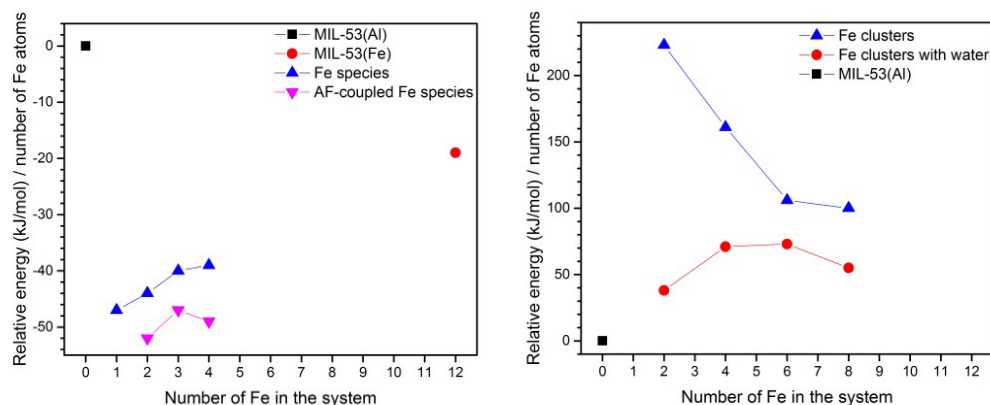 Relative energy (kJ/mol) / number of Fe atoms
0
-10
-20
-30
-40
-50
MIL-53(Al)
MIL-53(Fe)
Fe species
AF-coupled Fe species
0 1 2 3 4 5 6 7 8 9 10 11 12
Number of Fe in the system
Relative energy (kJ/mol) / number of Fe atoms
200
150
100
50
0
Fe clusters
Fe clusters with water
MIL-53(Al)
0 1 2 3 4 5 6 7 8 9 10 11 12
Number of Fe in the system